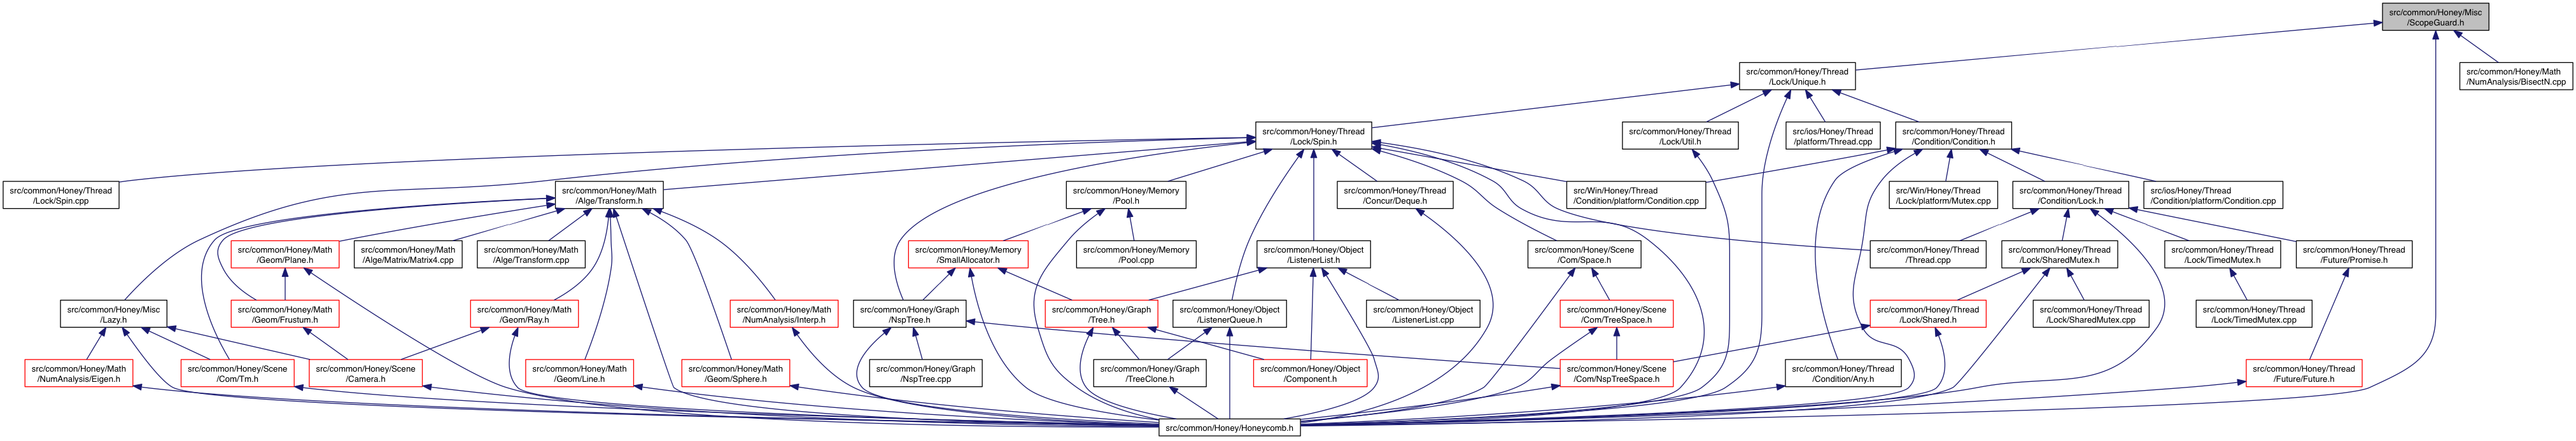 src/common/Honey/Misc
/ScopeGuard.h
src/common/Honey/Thread
/Lock/Unique.h
src/common/Honey/Math
/NumAnalysis/BisectN.cpp
src/common/Honey/Thread
/Lock/Spin.h
src/common/Honey/Thread
/Lock/Util.h
src/ios/Honey/Thread
/platform/Thread.cpp
src/common/Honey/Thread
/Condition/Condition.h
src/common/Honey/Thread
/Lock/Spin.cpp
src/common/Honey/Math
/Alge/Transform.h
src/common/Honey/Memory
/Pool.h
src/common/Honey/Thread
/Concur/Deque.h
src/Win/Honey/Thread
/Condition/platform/Condition.cpp
src/Win/Honey/Thread
/Lock/platform/Mutex.cpp
src/common/Honey/Thread
/Condition/Lock.h
src/ios/Honey/Thread
/Condition/platform/Condition.cpp
src/common/Honey/Math
/Geom/Plane.h
src/common/Honey/Math
/Alge/Matrix/Matrix4.cpp
src/common/Honey/Math
/Alge/Transform.cpp
src/common/Honey/Memory
/SmallAllocator.h
src/common/Honey/Memory
/Pool.cpp
src/common/Honey/Object
/ListenerList.h
src/common/Honey/Scene
/Com/Space.h
src/common/Honey/Thread
/Thread.cpp
src/common/Honey/Thread
/Lock/SharedMutex.h
src/common/Honey/Thread
/Lock/TimedMutex.h
src/common/Honey/Thread
/Future/Promise.h
src/common/Honey/Misc
/Lazy.h
src/common/Honey/Math
/Geom/Frustum.h
src/common/Honey/Math
/Geom/Ray.h
src/common/Honey/Math
/NumAnalysis/Interp.h
src/common/Honey/Graph
/NspTree.h
src/common/Honey/Graph
/Tree.h
src/common/Honey/Object
/ListenerQueue.h
src/common/Honey/Object
/ListenerList.cpp
src/common/Honey/Scene
/Com/TreeSpace.h
src/common/Honey/Thread
/Lock/Shared.h
src/common/Honey/Thread
/Lock/SharedMutex.cpp
src/common/Honey/Thread
/Lock/TimedMutex.cpp
src/common/Honey/Math
/NumAnalysis/Eigen.h
src/common/Honey/Scene
/Com/Tm.h
src/common/Honey/Scene
/Camera.h
src/common/Honey/Math
/Geom/Line.h
src/common/Honey/Math
/Geom/Sphere.h
src/common/Honey/Graph
/NspTree.cpp
src/common/Honey/Graph
/TreeClone.h
src/common/Honey/Object
/Component.h
src/common/Honey/Scene
/Com/NspTreeSpace.h
src/common/Honey/Thread
/Condition/Any.h
src/common/Honey/Thread
/Future/Future.h
src/common/Honey/Honeycomb.h